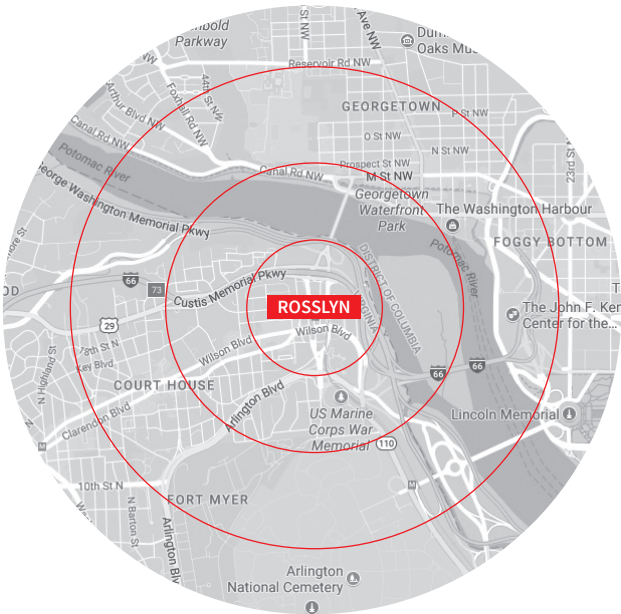 Parkway
St NW
Ave NW
Oaks
Reservoir Rd NW
44th St NW
Foxhall Rd NW
Arthur Blvd NW
GEORGETOWN
P St NW
Canal Rd NW
O St NW
N St NW
Potomac River
Prospect St NW
Canal Rd NW
M St NW
23rd St
George Washington Memorial Pkwy
Georgetown
Waterfront
Park
The Washington Harbour
FOGGY BOTTOM
Potomac River
DISTRICT OF COLUMBIA
VIRGINIA
66
73
Custis Memorial Pkwy
ROSSLYN
The John F.
Center for the...
29
Wilson Blvd
18th St N
Key Blvd
Wilson Blvd
66
66
N Highland St
COURT HOUSE
Clarendon Blvd
Arlington Blvd
US Marine
Corps War
Memorial
110
Lincoln Memorial
M
M
10th St N
FORT MYER
N Barton St
Arlington Blv
Arlington
National Cemetery